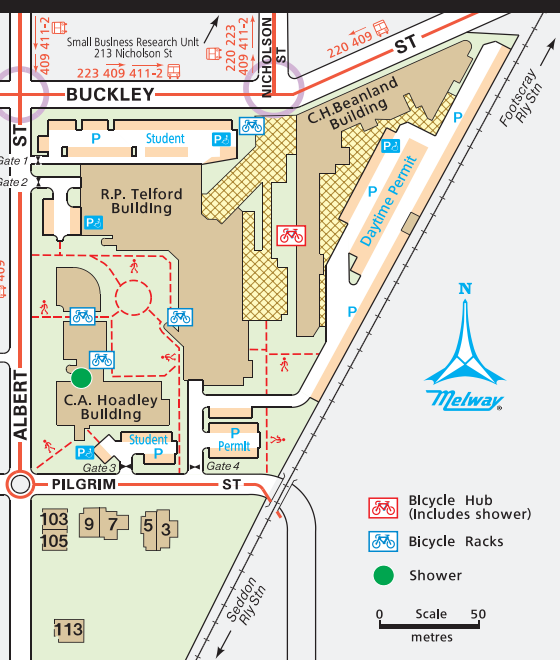 409 411-2
Small Business Research Unit
213 Nicholson St
223 409 411-2
409 411-2
220 223
NICHOLSON
ST
220 409
ST
BUCKLEY
C.H.Beanland
Building
Footscray
Rly Stn
ST
P
Student
P
P
P
Gate 1
Gate 2
R.P. Telford
Building
P
P
Daytime Permit
P
409
N
Melway
ALBERT
C.A. Hoadley
Building
Student
P
P
P
Permit
Gate 3
Gate 4
PILGRIM
ST
103
105
9
7
5
3
113
Seddon
Rly Stn
Bicycle Hub
(Includes shower)
Bicycle Racks
Shower
0
Scale
50
metres